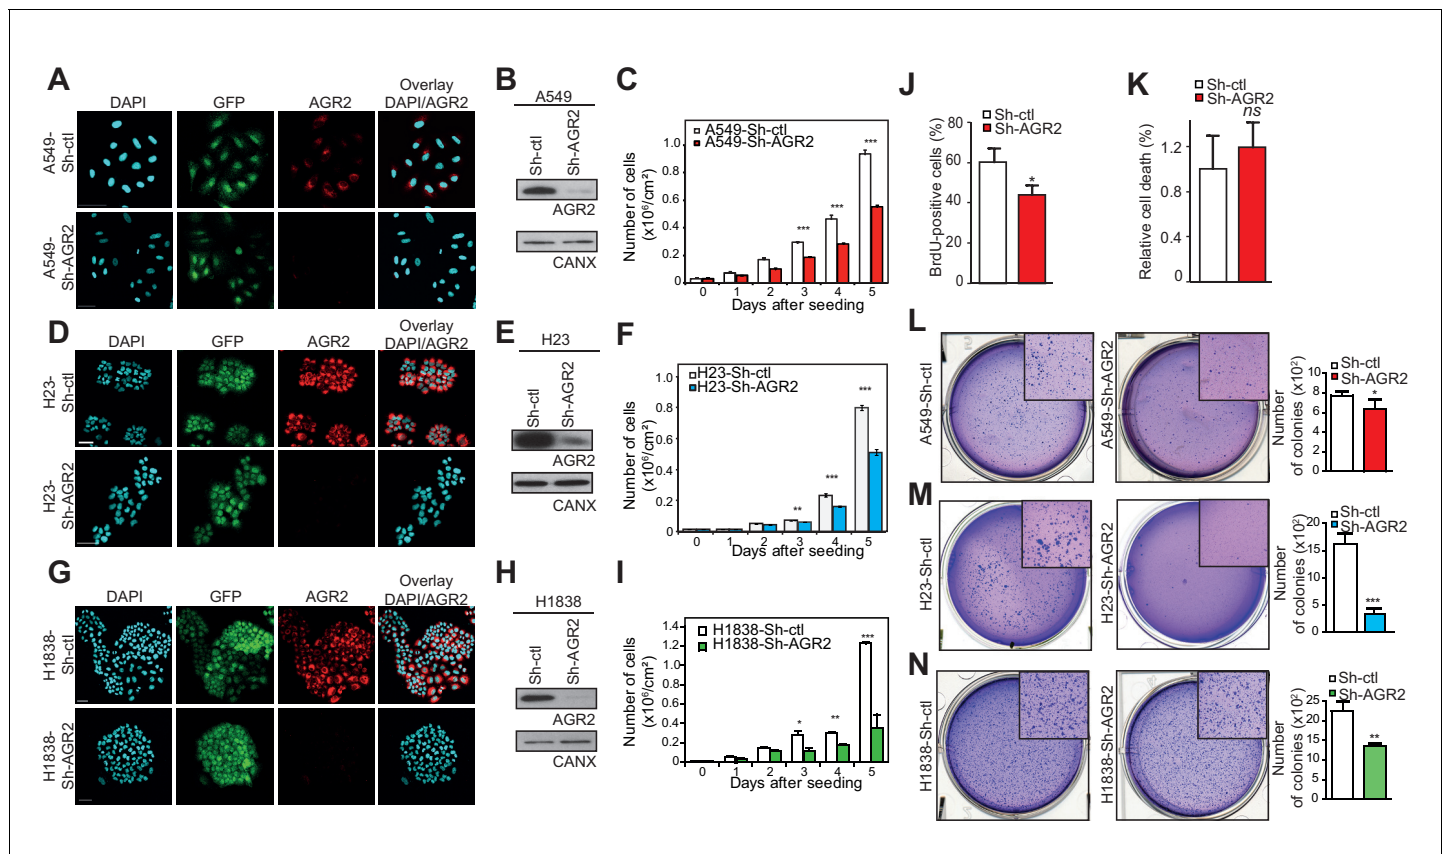 A
DAPI
GFP
AGR2
Overlay
DAPI/AGR2
A549-
Sh-ctl
A549-
Sh-AGR2
B
A549
Sh-ctl
Sh-AGR2
AGR2
CANX
C
A549-Sh-ctl
A549-Sh-AGR2
Number of cells
(x10⁶/cm²)
1.0
0.8
0.6
0.4
0.2
0
***
***
***
0 1 2 3 4 5
Days after seeding
D
DAPI
GFP
AGR2
Overlay
DAPI/AGR2
H23-
Sh-ctl
H23-
Sh-AGR2
E
H23
Sh-ctl
Sh-AGR2
AGR2
CANX
F
H23-Sh-ctl
H23-Sh-AGR2
Number of cells
(x10⁶/cm²)
1.0
0.8
0.6
0.4
0.2
0
**
***
***
0 1 2 3 4 5
Days after seeding
G
DAPI
GFP
AGR2
Overlay
DAPI/AGR2
H1838-
Sh-ctl
H1838-
Sh-AGR2
H
H1838
Sh-ctl
Sh-AGR2
AGR2
CANX
I
H1838-Sh-ctl
H1838-Sh-AGR2
Number of cells
(x10⁶/cm²)
1.4
1.2
1.0
0.8
0.6
0.4
0.2
0
*
**
***
0 1 2 3 4 5
Days after seeding
J
Sh-ctl
Sh-AGR2
BrdU-positive cells (%)
80
60
40
20
0
*
K
Sh-ctl
Sh-AGR2
ns
Relative cell death (%)
1.2
0.8
0.4
0
L
A549-Sh-ctl
A549-Sh-AGR2
Sh-ctl
Sh-AGR2
Number
of colonies (x10²)
10
8
6
4
2
0
*
M
H23-Sh-ctl
H23-Sh-AGR2
Sh-ctl
Sh-AGR2
Number
of colonies (x10²)
20
15
10
5
0
***
N
H1838-Sh-ctl
H1838-Sh-AGR2
Sh-ctl
Sh-AGR2
Number
of colonies (x10²)
25
20
15
10
5
0
**